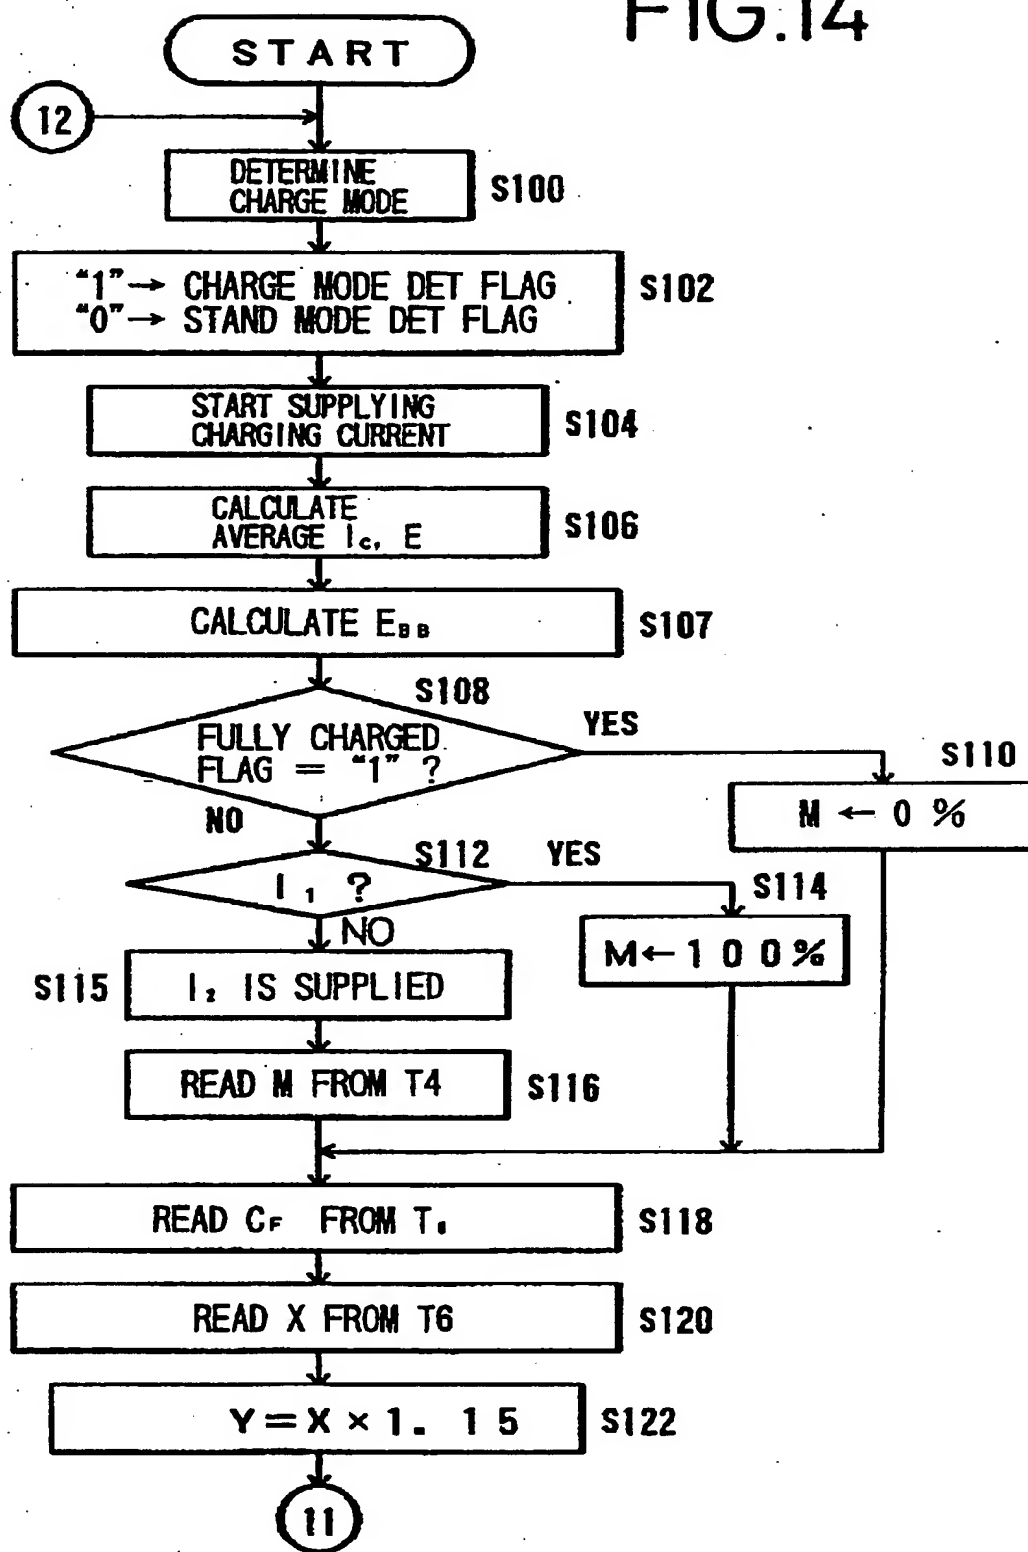 FIG.14
START
12
DETERMINE
CHARGE MODE
S100
“1”→ CHARGE MODE DET FLAG
“0”→ STAND MODE DET FLAG
S102
START SUPPLYING
CHARGING CURRENT
S104
CALCULATE
AVERAGE Ic, E
S106
CALCULATE EBB
S107
S108
FULLY CHARGED
FLAG = “1” ?
YES
NO
S110
M ← 0 %
S112
I1 ?
YES
NO
S114
M←100%
S115
I2 IS SUPPLIED
READ M FROM T4
S116
READ CF FROM
S118
READ X FROM T6
S120
Y=X×1.15
S122
11